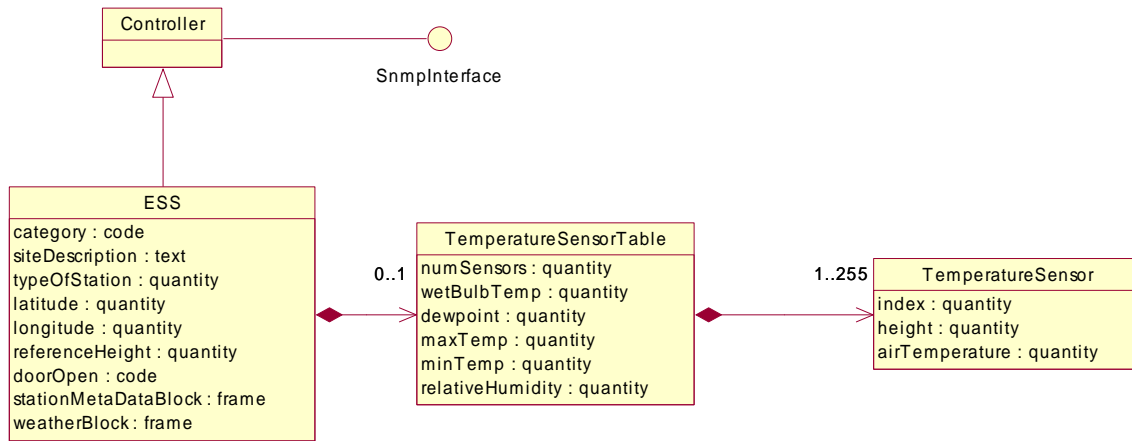 Controller
SnmpInterface
ESS
category : code
siteDescription : text
typeOfStation : quantity
latitude : quantity
longitude : quantity
referenceHeight : quantity
doorOpen : code
stationMetaDataBlock : frame
weatherBlock : frame
0..1
TemperatureSensorTable
numSensors : quantity
wetBulbTemp : quantity
dewpoint : quantity
maxTemp : quantity
minTemp : quantity
relativeHumidity : quantity
1..255
TemperatureSensor
index : quantity
height : quantity
airTemperature : quantity